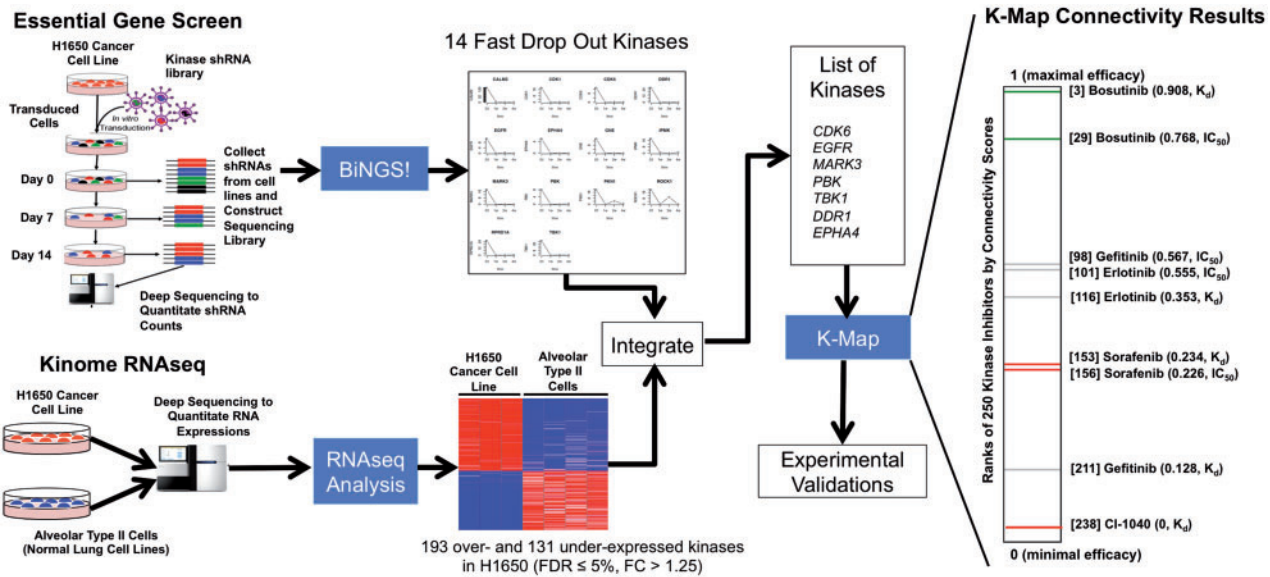 Essential Gene Screen
H1650 Cancer
Cell Line
Kinase shRNA
library
Transduced
Cells
In vitro
Transduction
Day 0
Day 7
Day 14
Collect
shRNAs
from cell
lines and
Construct
Sequencing
Library
Deep Sequencing to
Quantitate shRNA
Counts
BiNGS!
14 Fast Drop Out Kinases
EGFR
EPHA4
MARK3
PBK
ROCK1
TBK1
Kinome RNAseq
H1650 Cancer
Cell Line
Deep Sequencing to
Quantitate RNA
Expressions
Alveolar Type II Cells
(Normal Lung Cell Lines)
RNAseq
Analysis
H1650
Cancer Cell
Line
Alveolar
Type II
Cells
193 over- and 131 under-expressed kinases
in H1650 (FDR ≤ 5%, FC > 1.25)
Integrate
List of
Kinases
CDK6
EGFR
MARK3
PBK
TBK1
DDR1
EPHA4
K-Map
Experimental
Validations
K-Map Connectivity Results
Ranks of 250 Kinase Inhibitors by Connectivity Scores
1 (maximal efficacy)
[3] Bosutinib (0.908, Kd)
[29] Bosutinib (0.768, IC50)
[98] Gefitinib (0.567, IC50)
[101] Erlotinib (0.555, IC50)
[116] Erlotinib (0.353, Kd)
[153] Sorafenib (0.234, Kd)
[156] Sorafenib (0.226, IC50)
[211] Gefitinib (0.128, Kd)
[238] CI-1040 (0, Kd)
0 (minimal efficacy)